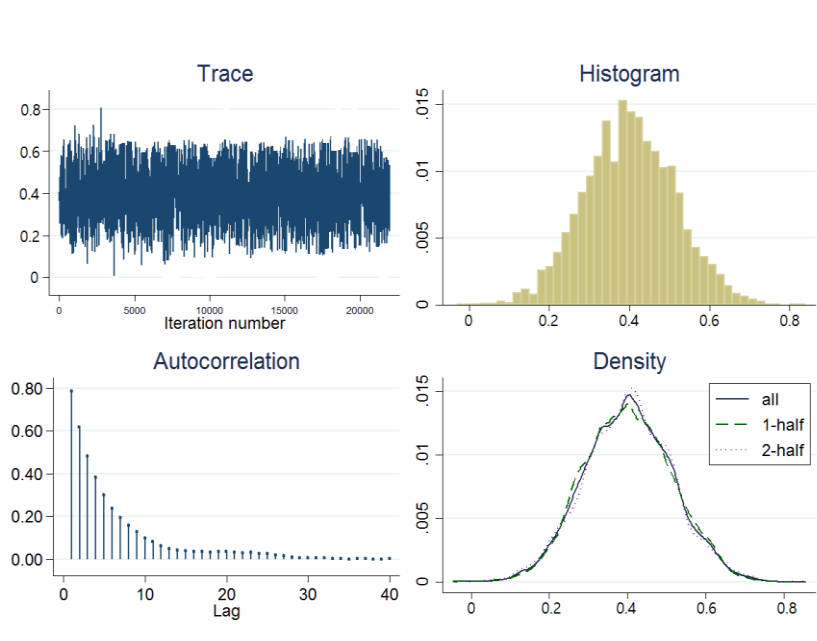 Trace
0.8
0.6
0.4
0.2
0
0 5000 10000 15000 20000
Iteration number
Histogram
.015
.01
.005
0
0 0.2 0.4 0.6 0.8
Autocorrelation
0.80
0.60
0.40
0.20
0.00
0 10 20 30 40
Lag
Density
all
1-half
2-half
.015
.01
.005
0
0 0.2 0.4 0.6 0.8